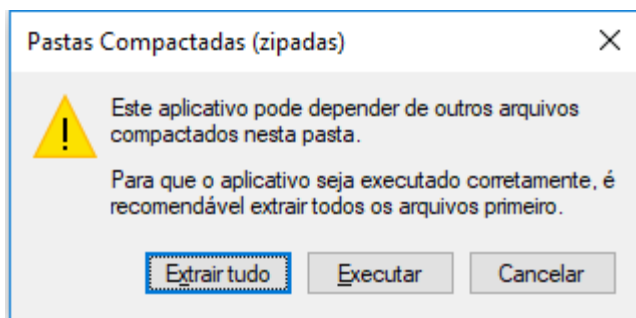 Pastas Compactadas (zipadas)
Este aplicativo pode depender de outros arquivos
compactados nesta pasta.
Para que o aplicativo seja executado corretamente, é
recomendável extrair todos os arquivos primeiro.
Extrair tudo
Executar
Cancelar